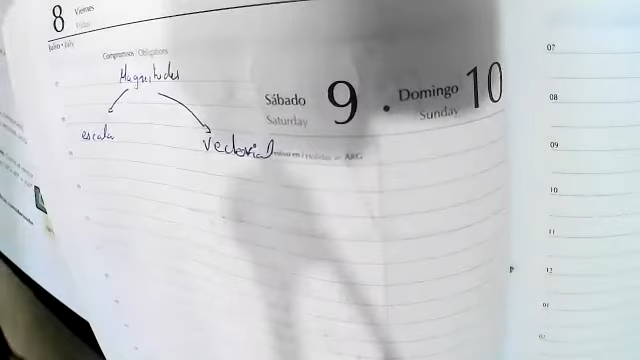 8 Viernes
Friday
Julio • July
Compromisos | Obligations
Magnitudes
escala
vectorial
Sábado 9 • Domingo 10
Saturday Sunday
07
08
09
10
11
12
01
02